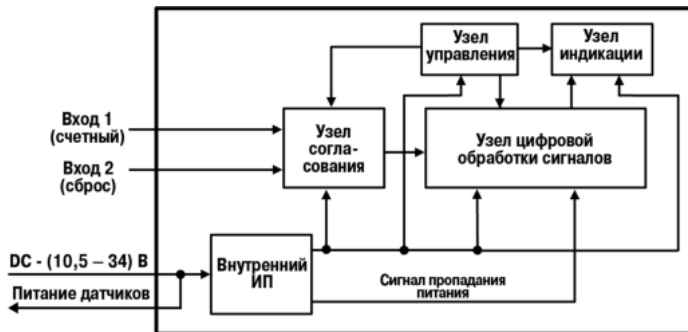 Узел
управления
Узел
индикации
Вход 1
(счетный)
Узел
согла-
сования
Узел цифровой
обработки сигналов
Вход 2
(сброс)
DC - (10,5 – 34) В
Внутренний
ИП
Питание датчиков
Сигнал пропадания
питания